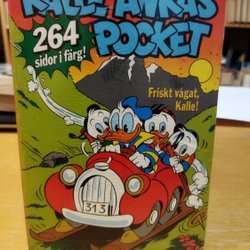 KALLE ANKAS
POCKET
264
sidor i färg!
Friskt vågat,
Kalle!
313